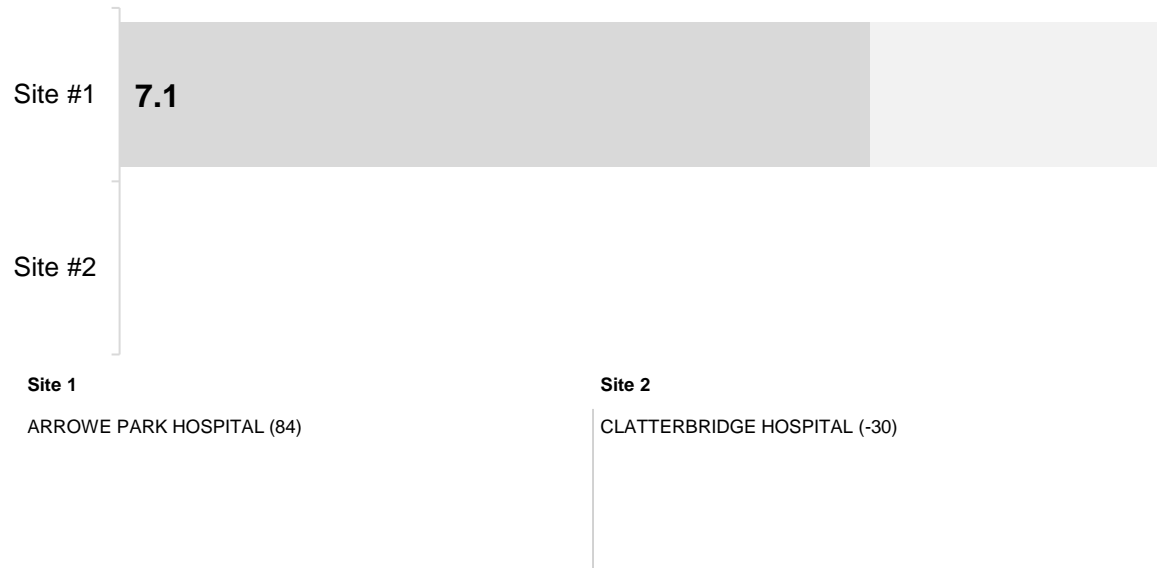 Site #1
7.1
Site #2
Site 1
Site 2
ARROWE PARK HOSPITAL (84)
CLATTERBRIDGE HOSPITAL (-30)